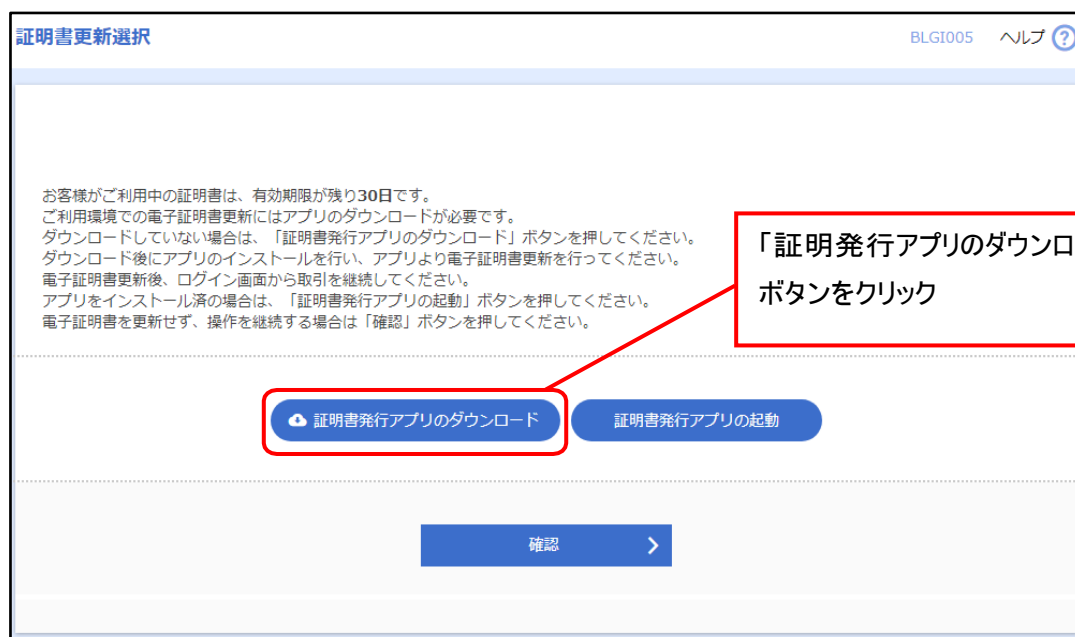 証明書更新選択
BLGI005 ヘルプ ?
お客様がご利用中の証明書は、有効期限が残り30日です。
ご利用環境での電子証明書更新にはアプリのダウンロードが必要です。
ダウンロードしていない場合は、「証明書発行アプリのダウンロード」ボタンを押してください。
ダウンロード後にアプリのインストールを行い、アプリより電子証明書更新を行ってください。
電子証明書更新後、ログイン画面から取引を継続してください。
アプリをインストール済の場合は、「証明書発行アプリの起動」ボタンを押してください。
電子証明書を更新せず、操作を継続する場合は「確認」ボタンを押してください。
「証明発行アプリのダウンロ
ボタンをクリック
証明書発行アプリのダウンロード
証明書発行アプリの起動
確認